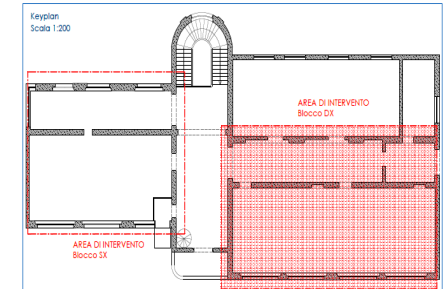 Keyplan
Scala 1:200
AREA DI INTERVENTO
Blocco DX
AREA DI INTERVENTO
Blocco SX